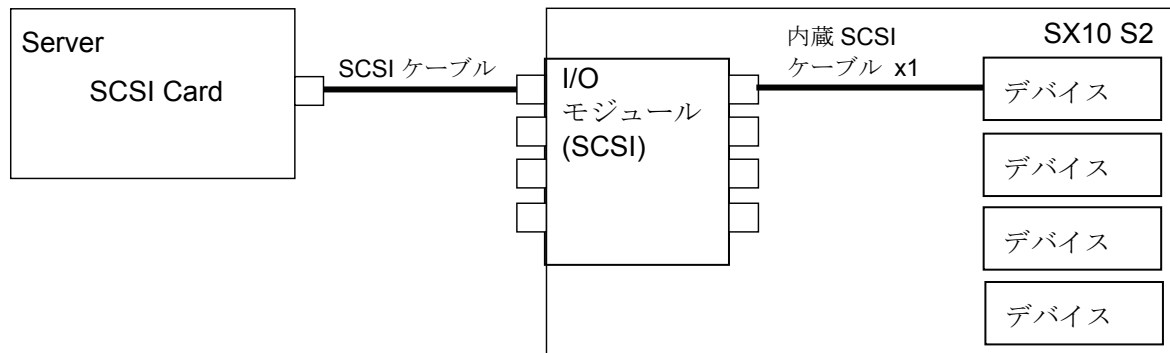 Server
SCSI Card
SCSI ケーブル
I/O
モジュール
(SCSI)
内蔵 SCSI
ケーブル x1
SX10 S2
デバイス
デバイス
デバイス
デバイス